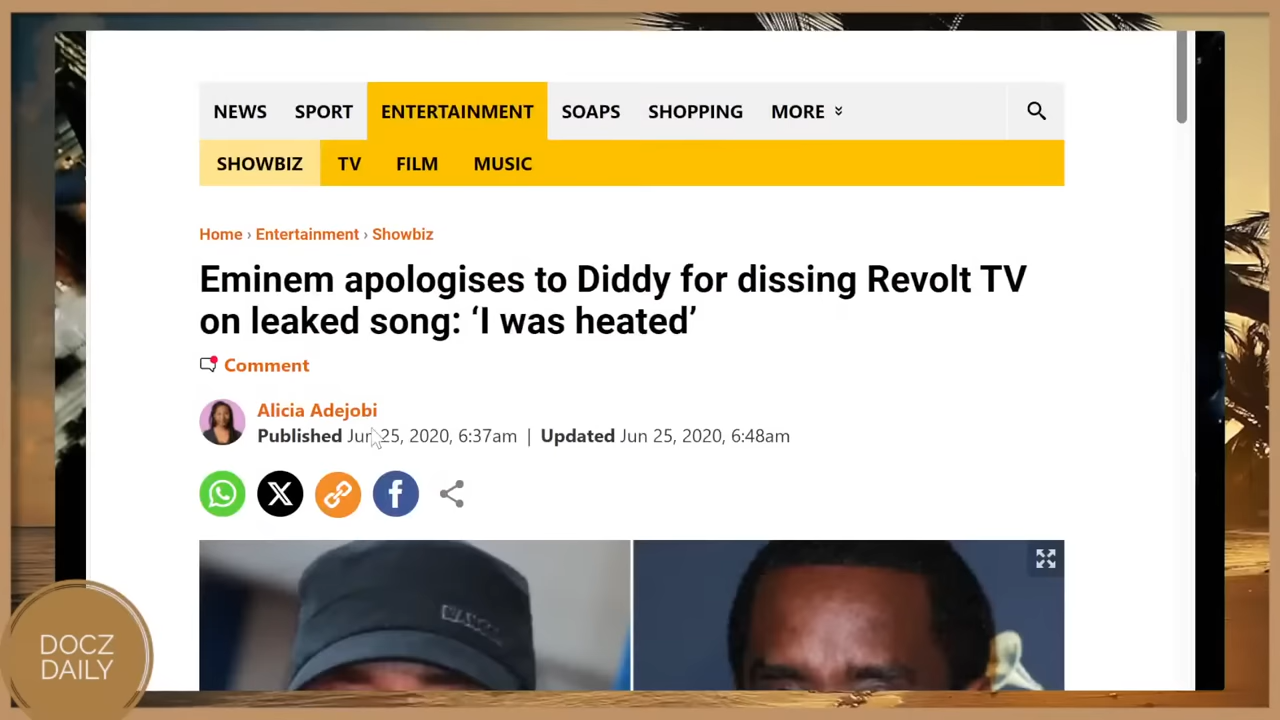 NEWS SPORT ENTERTAINMENT SOAPS SHOPPING MORE
SHOWBIZ TV FILM MUSIC
Home › Entertainment › Showbiz
Eminem apologises to Diddy for dissing Revolt TV
on leaked song: ‘I was heated’
Comment
Alicia Adejobi
Published Jun 25, 2020, 6:37am | Updated Jun 25, 2020, 6:48am
DOCZ
DAILY